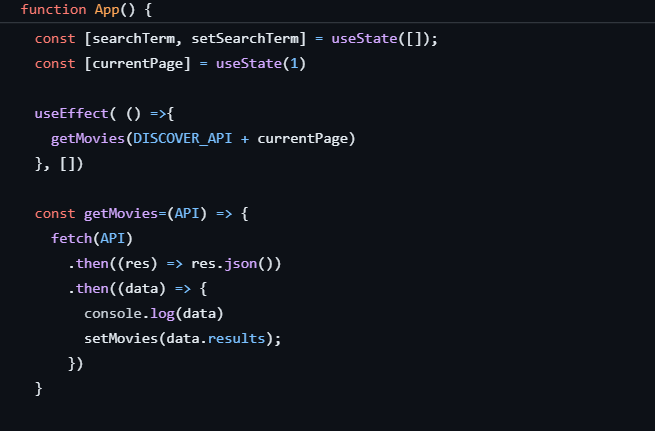 function App() {
const [searchTerm, setSearchTerm] = useState([]);
const [currentPage] = useState(1)
useEffect( () =>{
getMovies(DISCOVER_API + currentPage)
}, [])
const getMovies=(API) => {
fetch(API)
.then((res) => res.json())
.then((data) => {
console.log(data)
setMovies(data.results);
})
}